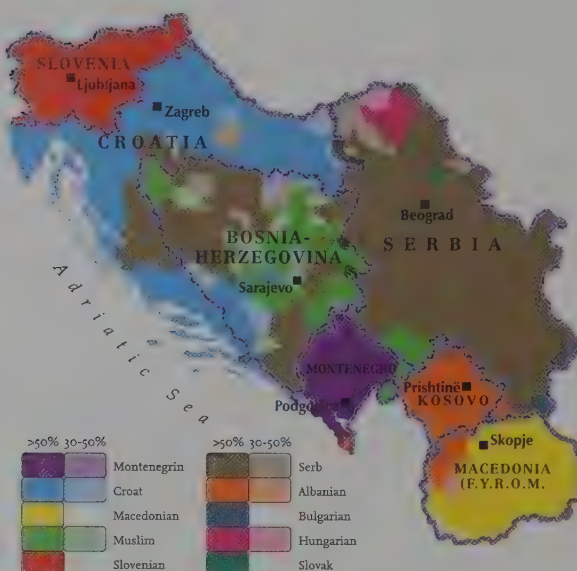 SLOVENIA
Ljubljana
Zagreb
CROATIA
Beograd
BOSNIA-
HERZEGOVINA
SERBIA
Sarajevo
Adriatic Sea
MONTENEGRO
Prishtinë
KOSOVO
Skopje
MACEDONIA
(F.Y.R.O.M.
>50% 30-50%
Montenegrin
Croat
Macedonian
Muslim
Slovenian
>50% 30-50%
Serb
Albanian
Bulgarian
Hungarian
Slovak